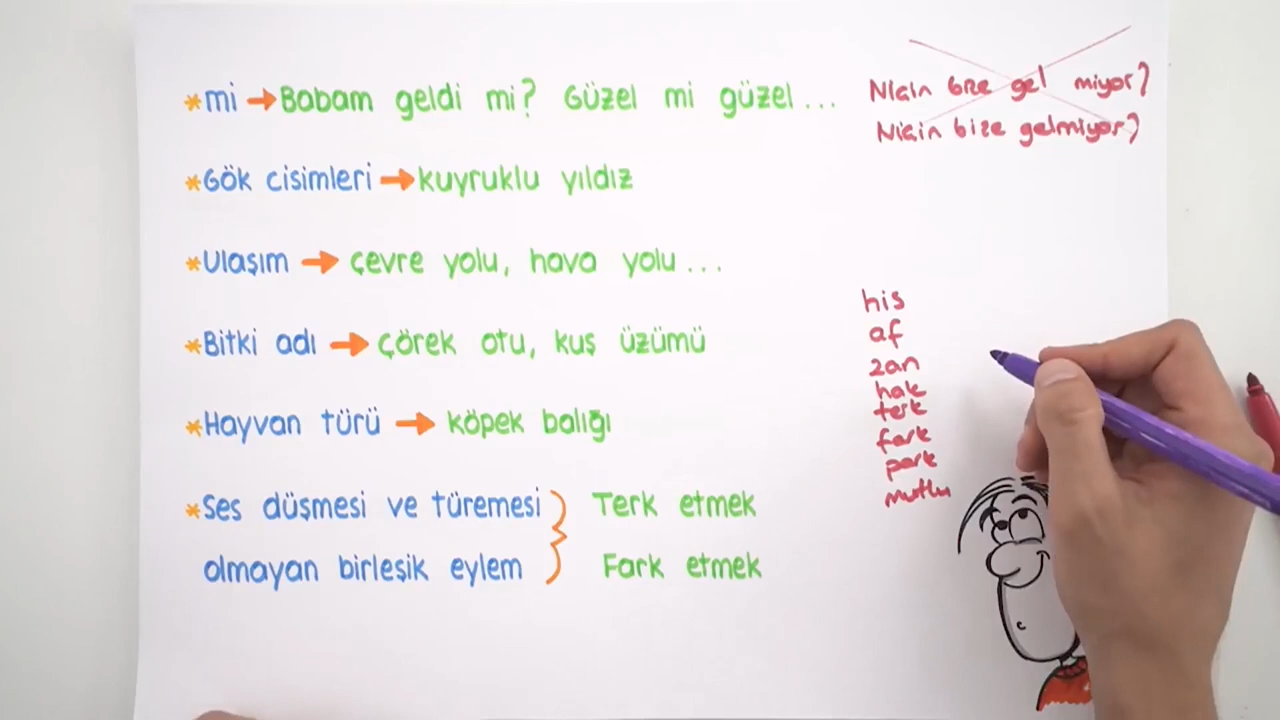 *mi → Babam geldi mi? Güzel mi güzel...
*Gök cisimleri → kuyruklu yıldız
*Ulaşım → çevre yolu, hava yolu...
*Bitki adı → çörek otu, kuş üzümü
*Hayvan türü → köpek balığı
*Ses düşmesi ve türemesi } Terk etmek
olmayan birleşik eylem Fark etmek
Niçin bize gel miyor?
Niçin bize gelmiyor?
his
af
zan
hak
terk
fark
park
mutlu